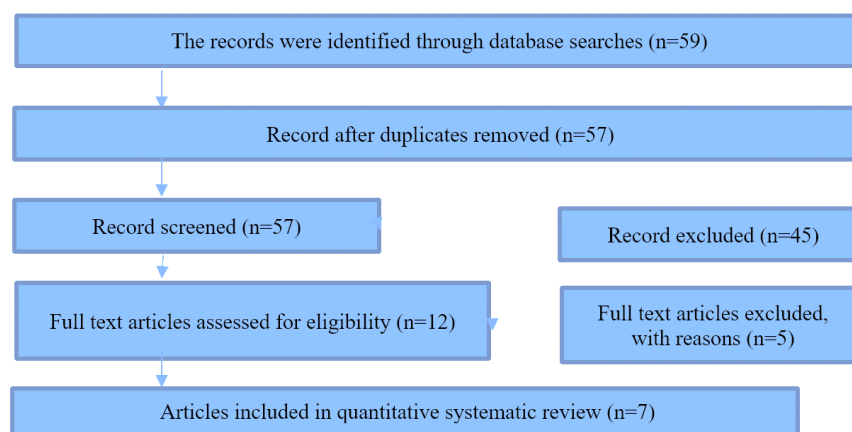 The records were identified through database searches (n=59)
Record after duplicates removed (n=57)
Record screened (n=57)
Record excluded (n=45)
Full text articles assessed for eligibility (n=12)
Full text articles excluded,
with reasons (n=5)
Articles included in quantitative systematic review (n=7)